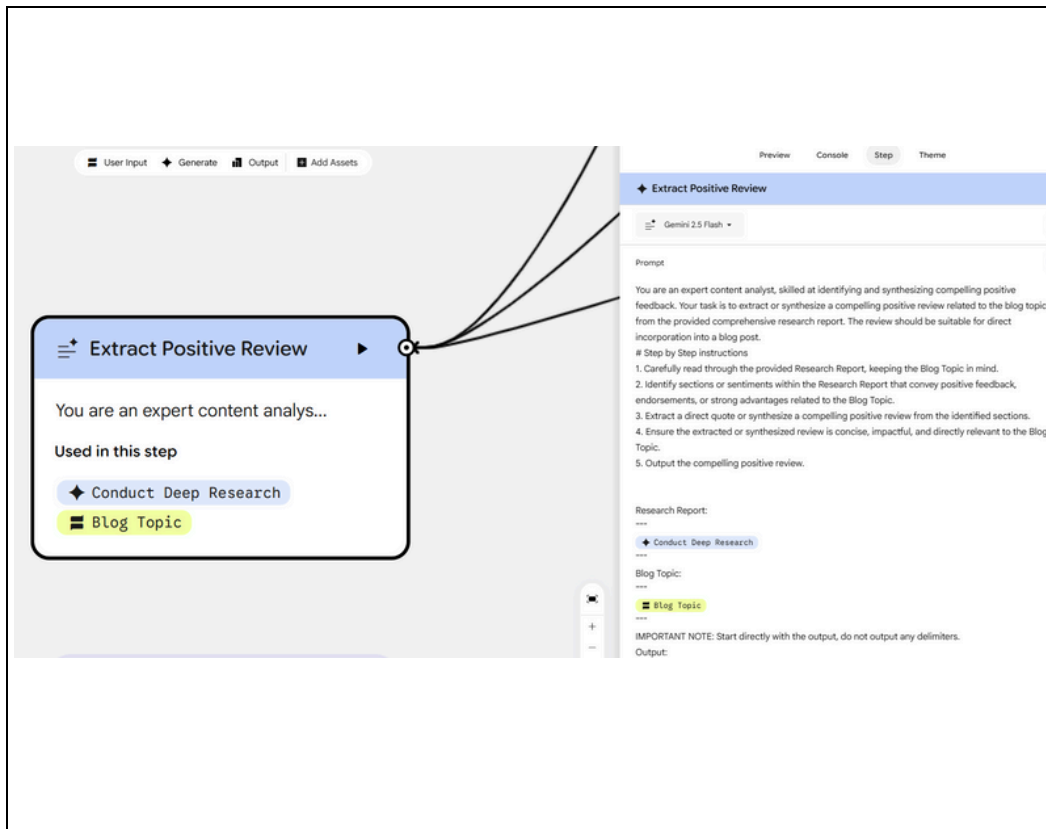 User Input Generate Output Add Assets
Extract Positive Review
You are an expert content analys...
Used in this step
Conduct Deep Research
Blog Topic
Preview Console Step Theme
Extract Positive Review
Gemini 2.5 Flash
Prompt
You are an expert content analyst, skilled at identifying and synthesizing compelling positive
feedback. Your task is to extract or synthesize a compelling positive review related to the blog topic
from the provided comprehensive research report. The review should be suitable for direct
incorporation into a blog post.
# Step by Step instructions
1. Carefully read through the provided Research Report, keeping the Blog Topic in mind.
2. Identify sections or sentiments within the Research Report that convey positive feedback,
endorsements, or strong advantages related to the Blog Topic.
3. Extract a direct quote or synthesize a compelling positive review from the identified sections.
4. Ensure the extracted or synthesized review is concise, impactful, and directly relevant to the Blog
Topic.
5. Output the compelling positive review.
Research Report:
---
Conduct Deep Research
---
Blog Topic:
---
Blog Topic
---
IMPORTANT NOTE: Start directly with the output, do not output any delimiters.
Output: